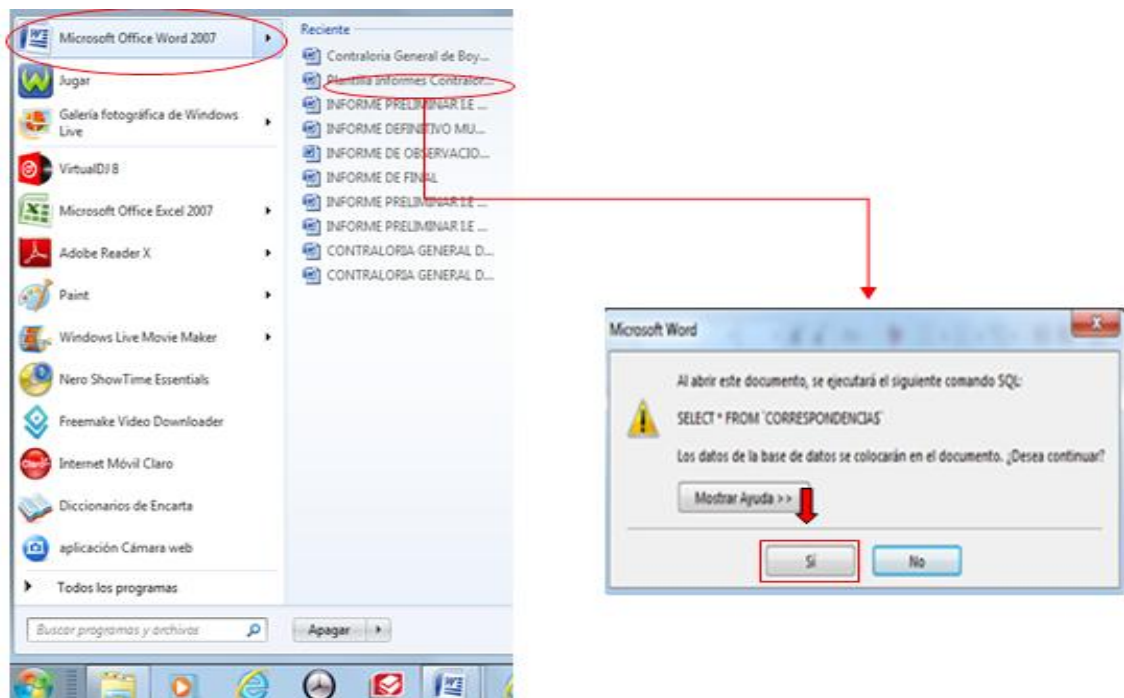 Microsoft Office Word 2007
Jugar
Galería fotográfica de Windows
Live
VirtualDJ 8
Microsoft Office Excel 2007
Adobe Reader X
Paint
Windows Live Movie Maker
Nero ShowTime Essentials
Freemake Video Downloader
Internet Móvil Claro
Diccionarios de Encarta
aplicación Cámara web
Todos los programas
Buscar programas y archivos
Reciente
Contraloria General de Boy...
Plantilla Informes Contralor...
INFORME PRELIMINAR I.E ...
INFORME DEFINITIVO MU...
INFORME DE OBSERVACIO...
INFORME DE FINAL
INFORME PRELIMINAR I.E ...
INFORME PRELIMINAR I.E ...
CONTRALORIA GENERAL D...
CONTRALORIA GENERAL D...
Apagar
Microsoft Word
Al abrir este documento, se ejecutará el siguiente comando SQL:
SELECT * FROM `CORRESPONDENCIA$`
Los datos de la base de datos se colocarán en el documento. ¿Desea continuar?
Mostrar Ayuda >>
Sí
No